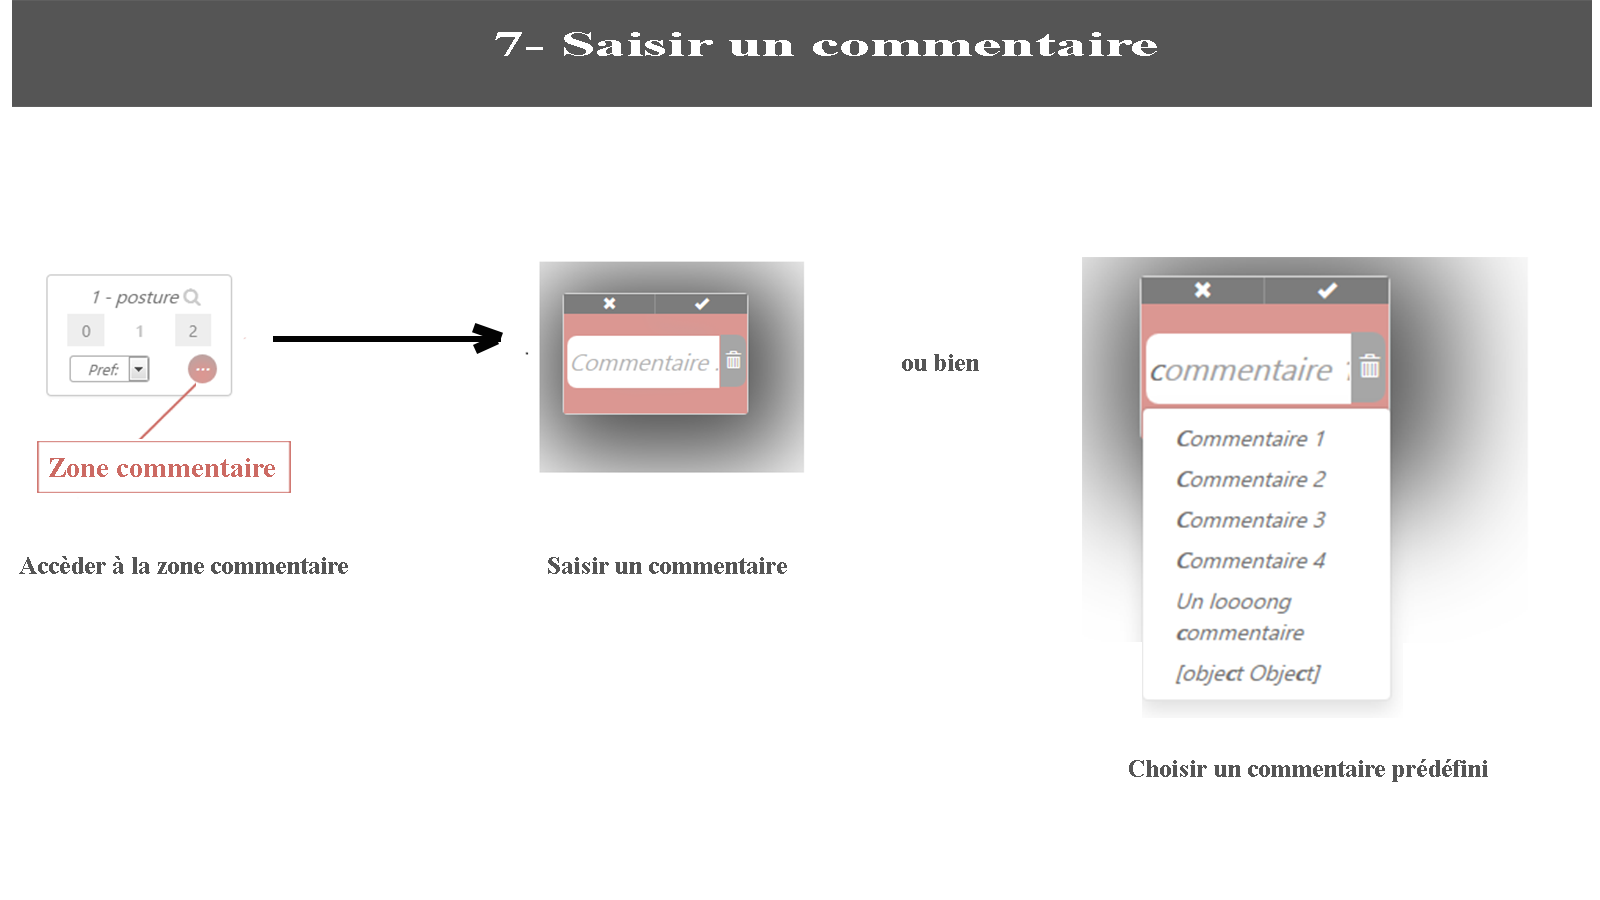 7- Saisir un commentaire
1 - posture
0 1 2
Pref:
Zone commentaire
Accèder à la zone commentaire
Commentaire .
Saisir un commentaire
ou bien
commentaire
Commentaire 1
Commentaire 2
Commentaire 3
Commentaire 4
Un loooong
commentaire
[object Object]
Choisir un commentaire prédéfini